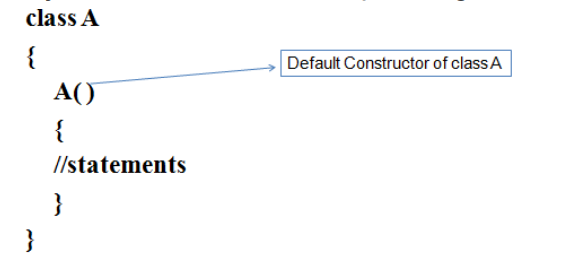 class A
{
Default Constructor of class A
A( )
{
//statements
}
}